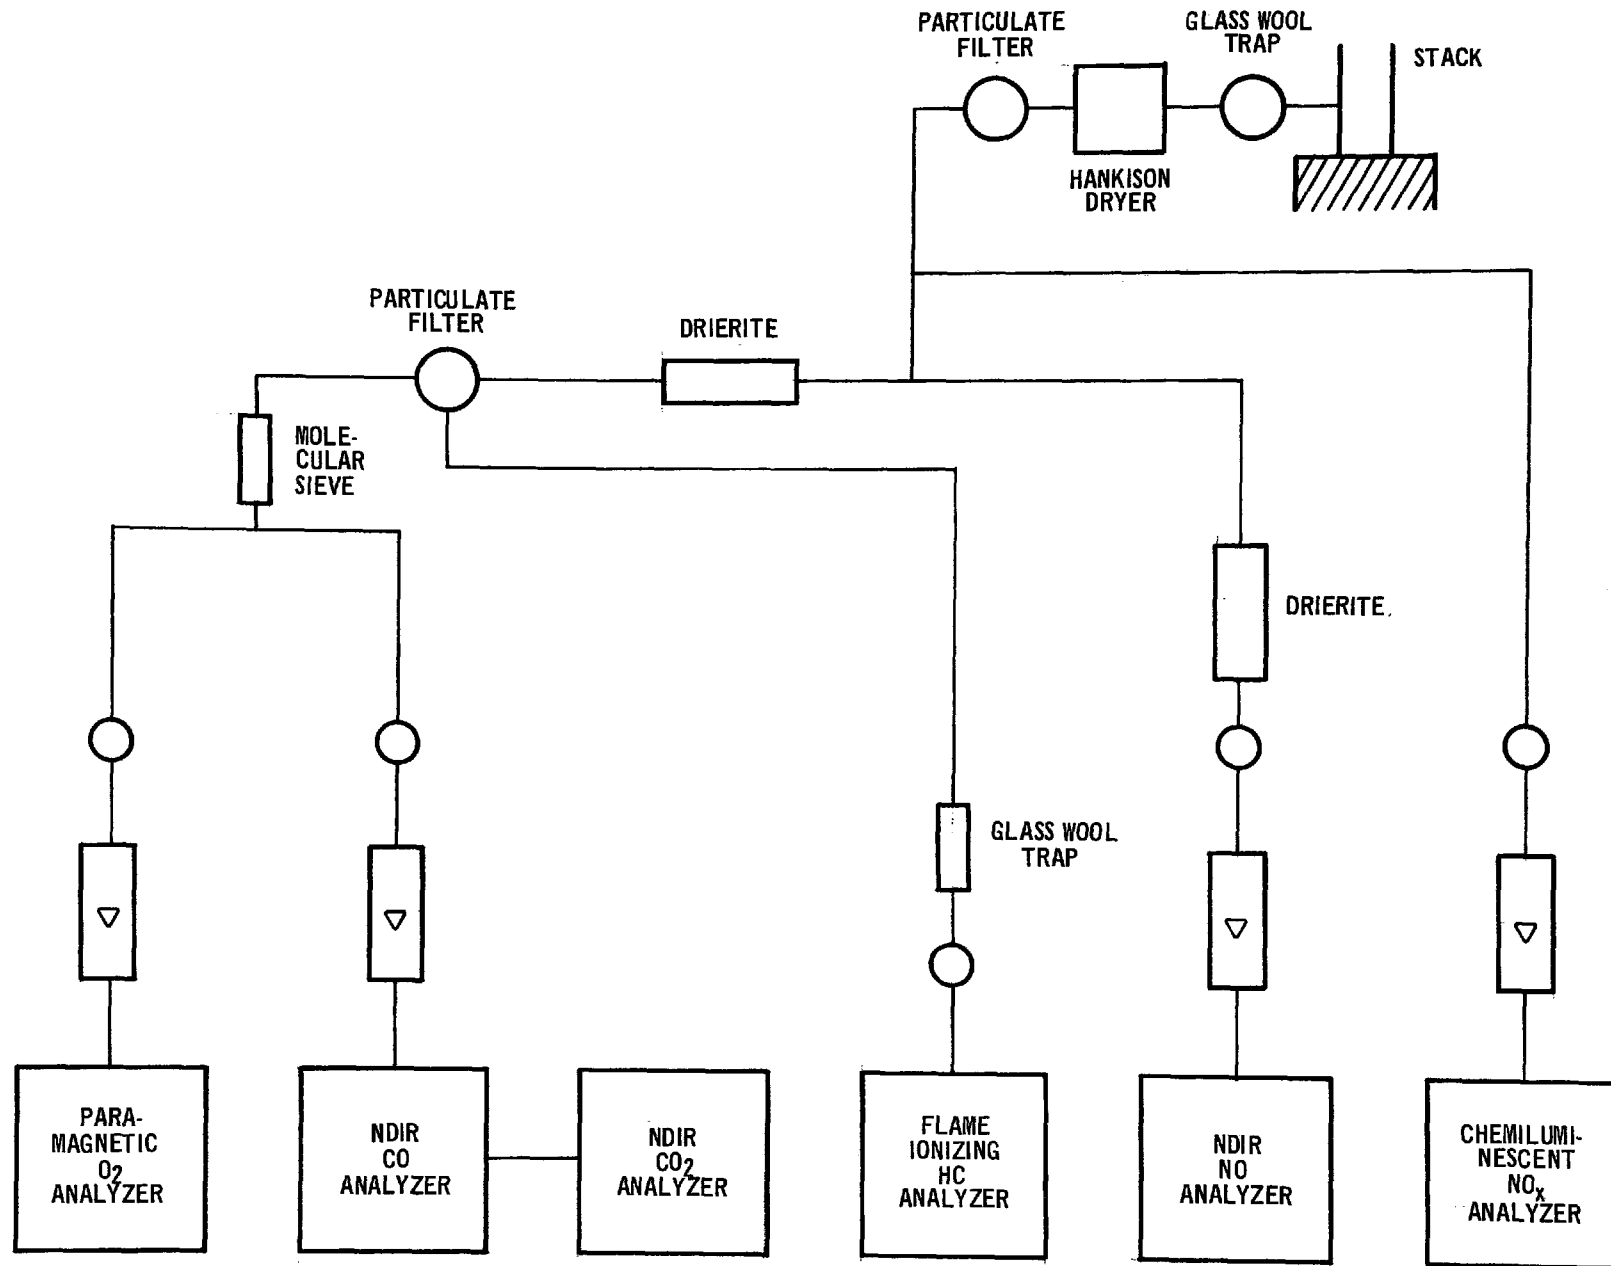 PARTICULATE
FILTER
GLASS WOOL
TRAP
STACK
HANKISON
DRYER
PARTICULATE
FILTER
DRIERITE
MOLE-
CULAR
SIEVE
DRIERITE
GLASS WOOL
TRAP
PARA-
MAGNETIC
O2
ANALYZER
NDIR
CO
ANALYZER
NDIR
CO2
ANALYZER
FLAME
IONIZING
HC
ANALYZER
NDIR
NO
ANALYZER
CHEMILUMI-
NESCENT
NOx
ANALYZER